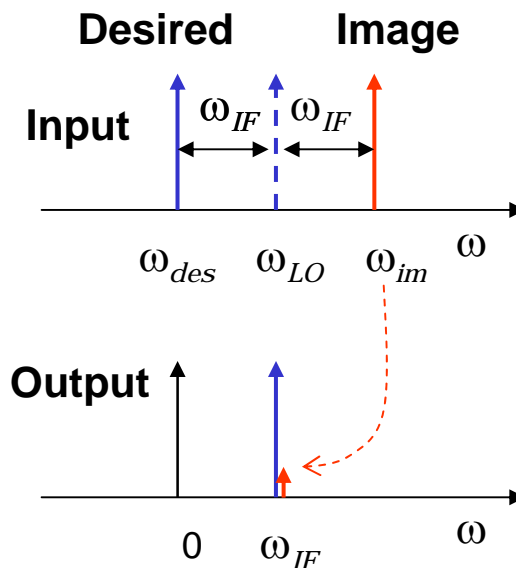 Desired Image
ω_IF ω_IF
Input
ω
ω_des ω_LO ω_im
Output
0 ω_IF ω